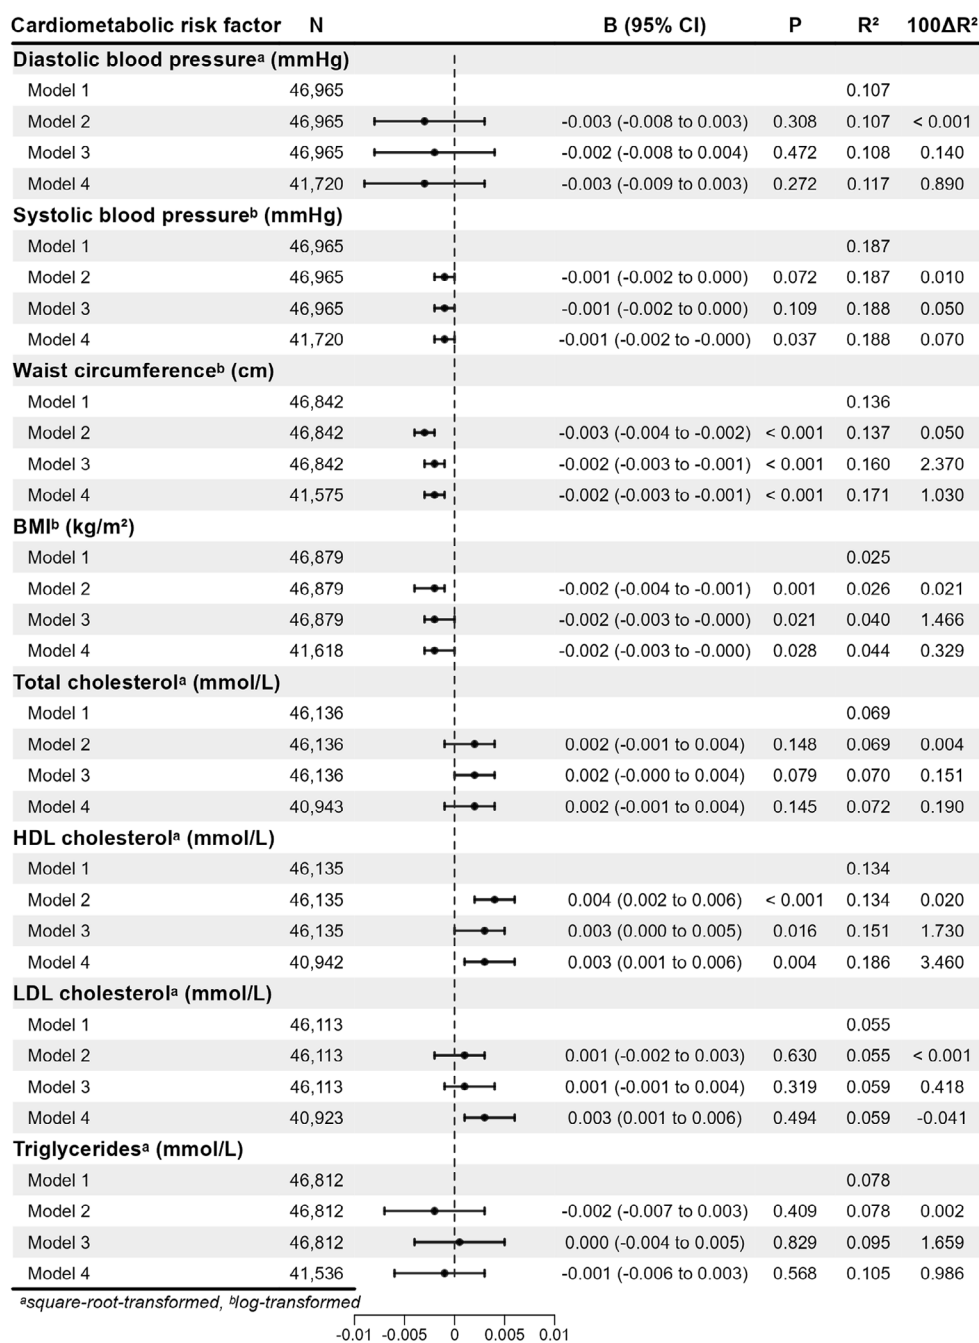 Cardiometabolic risk factor N B (95% CI) P R² 100ΔR²
Diastolic blood pressureᵃ (mmHg)
Model 1 46,965 0.107
Model 2 46,965 -0.003 (-0.008 to 0.003) 0.308 0.107 < 0.001
Model 3 46,965 -0.002 (-0.008 to 0.004) 0.472 0.108 0.140
Model 4 41,720 -0.003 (-0.009 to 0.003) 0.272 0.117 0.890
Systolic blood pressureᵇ (mmHg)
Model 1 46,965 0.187
Model 2 46,965 -0.001 (-0.002 to 0.000) 0.072 0.187 0.010
Model 3 46,965 -0.001 (-0.002 to 0.000) 0.109 0.188 0.050
Model 4 41,720 -0.001 (-0.002 to -0.000) 0.037 0.188 0.070
Waist circumferenceᵇ (cm)
Model 1 46,842 0.136
Model 2 46,842 -0.003 (-0.004 to -0.002) < 0.001 0.137 0.050
Model 3 46,842 -0.002 (-0.003 to -0.001) < 0.001 0.160 2.370
Model 4 41,575 -0.002 (-0.003 to -0.001) < 0.001 0.171 1.030
BMIᵇ (kg/m²)
Model 1 46,879 0.025
Model 2 46,879 -0.002 (-0.004 to -0.001) 0.001 0.026 0.021
Model 3 46,879 -0.002 (-0.003 to -0.000) 0.021 0.040 1.466
Model 4 41,618 -0.002 (-0.003 to -0.000) 0.028 0.044 0.329
Total cholesterolᵃ (mmol/L)
Model 1 46,136 0.069
Model 2 46,136 0.002 (-0.001 to 0.004) 0.148 0.069 0.004
Model 3 46,136 0.002 (-0.000 to 0.004) 0.079 0.070 0.151
Model 4 40,943 0.002 (-0.001 to 0.004) 0.145 0.072 0.190
HDL cholesterolᵃ (mmol/L)
Model 1 46,135 0.134
Model 2 46,135 0.004 (0.002 to 0.006) < 0.001 0.134 0.020
Model 3 46,135 0.003 (0.000 to 0.005) 0.016 0.151 1.730
Model 4 40,942 0.003 (0.001 to 0.006) 0.004 0.186 3.460
LDL cholesterolᵃ (mmol/L)
Model 1 46,113 0.055
Model 2 46,113 0.001 (-0.002 to 0.003) 0.630 0.055 < 0.001
Model 3 46,113 0.001 (-0.001 to 0.004) 0.319 0.059 0.418
Model 4 40,923 0.003 (0.001 to 0.006) 0.494 0.059 -0.041
Triglyceridesᵃ (mmol/L)
Model 1 46,812 0.078
Model 2 46,812 -0.002 (-0.007 to 0.003) 0.409 0.078 0.002
Model 3 46,812 0.000 (-0.004 to 0.005) 0.829 0.095 1.659
Model 4 41,536 -0.001 (-0.006 to 0.003) 0.568 0.105 0.986
ᵃsquare-root-transformed, ᵇlog-transformed
-0.01 -0.005 0 0.005 0.01